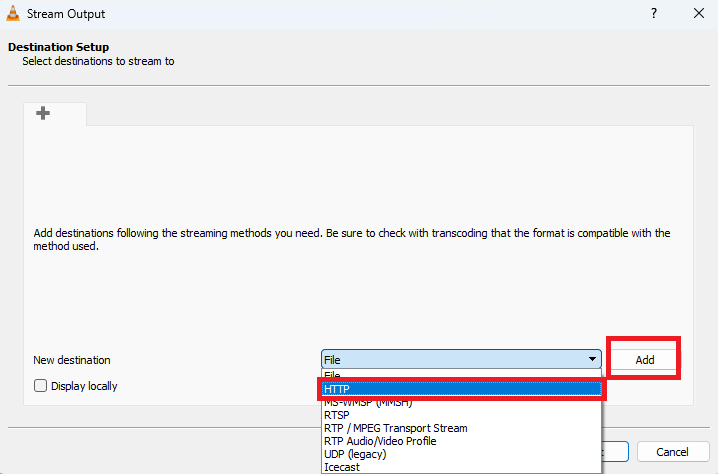 Stream Output
?
Destination Setup
Select destinations to stream to
Add destinations following the streaming methods you need. Be sure to check with transcoding that the format is compatible with the
method used.
New destination
File
Add
File
HTTP
Display locally
MS-WMSP (MMSH)
RTSP
RTP / MPEG Transport Stream
RTP Audio/Video Profile
UDP (legacy)
Icecast
Cancel